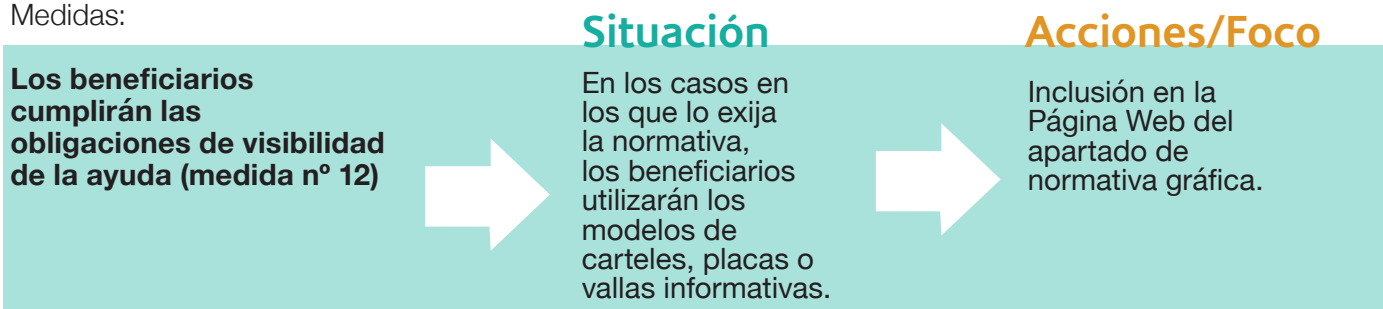 Medidas:
Situación
Acciones/Foco
Los beneficiarios
cumplirán las
obligaciones de visibilidad
de la ayuda (medida nº 12)
En los casos en
los que lo exija
la normativa,
los beneficiarios
utilizarán los
modelos de
carteles, placas o
vallas informativas.
Inclusión en la
Página Web del
apartado de
normativa gráfica.